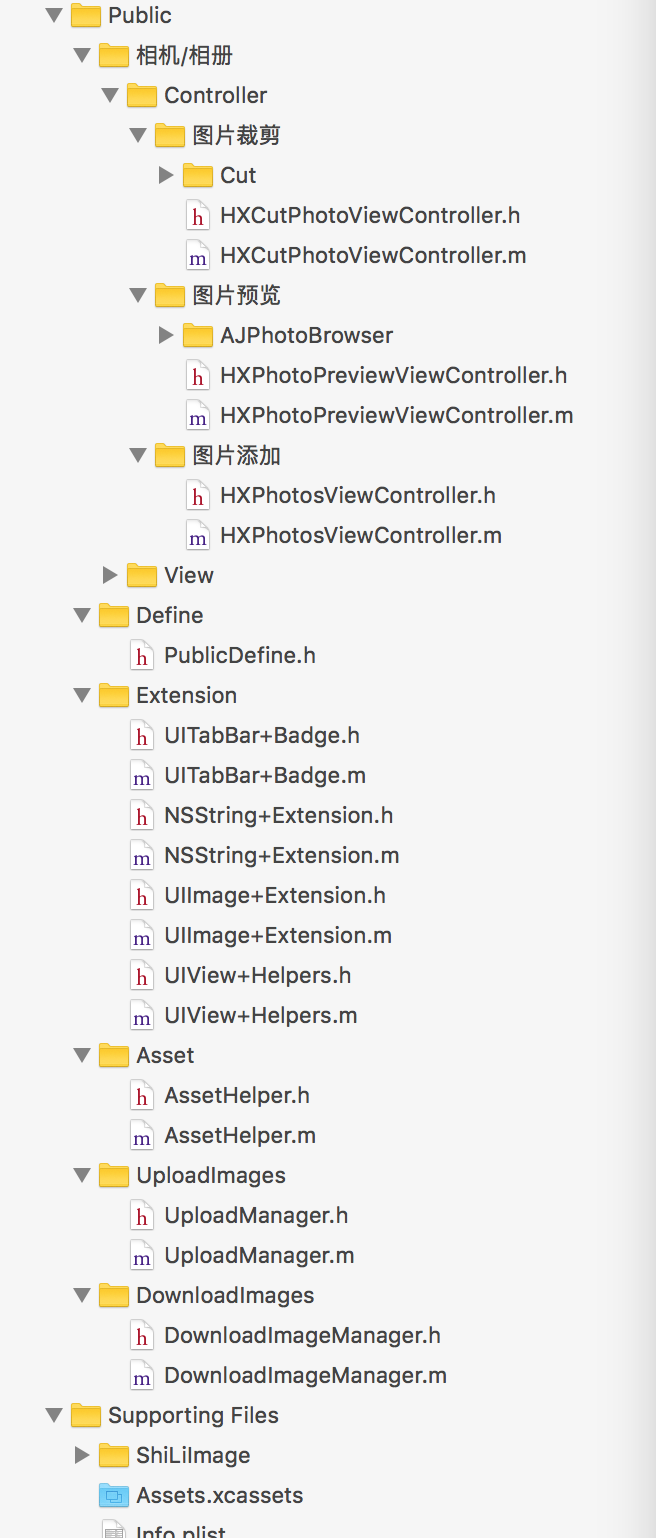 Public
相机/相册
Controller
图片裁剪
Cut
h HXCutPhotoViewController.h
m HXCutPhotoViewController.m
图片预览
AJPhotoBrowser
h HXPhotoPreviewViewController.h
m HXPhotoPreviewViewController.m
图片添加
h HXPhotosViewController.h
m HXPhotosViewController.m
View
Define
h PublicDefine.h
Extension
h UITabBar+Badge.h
m UITabBar+Badge.m
h NSString+Extension.h
m NSString+Extension.m
h UIImage+Extension.h
m UIImage+Extension.m
h UIView+Helpers.h
m UIView+Helpers.m
Asset
h AssetHelper.h
m AssetHelper.m
UploadImages
h UploadManager.h
m UploadManager.m
DownloadImages
h DownloadImageManager.h
m DownloadImageManager.m
Supporting Files
ShiLiImage
Assets.xcassets
Info.plist